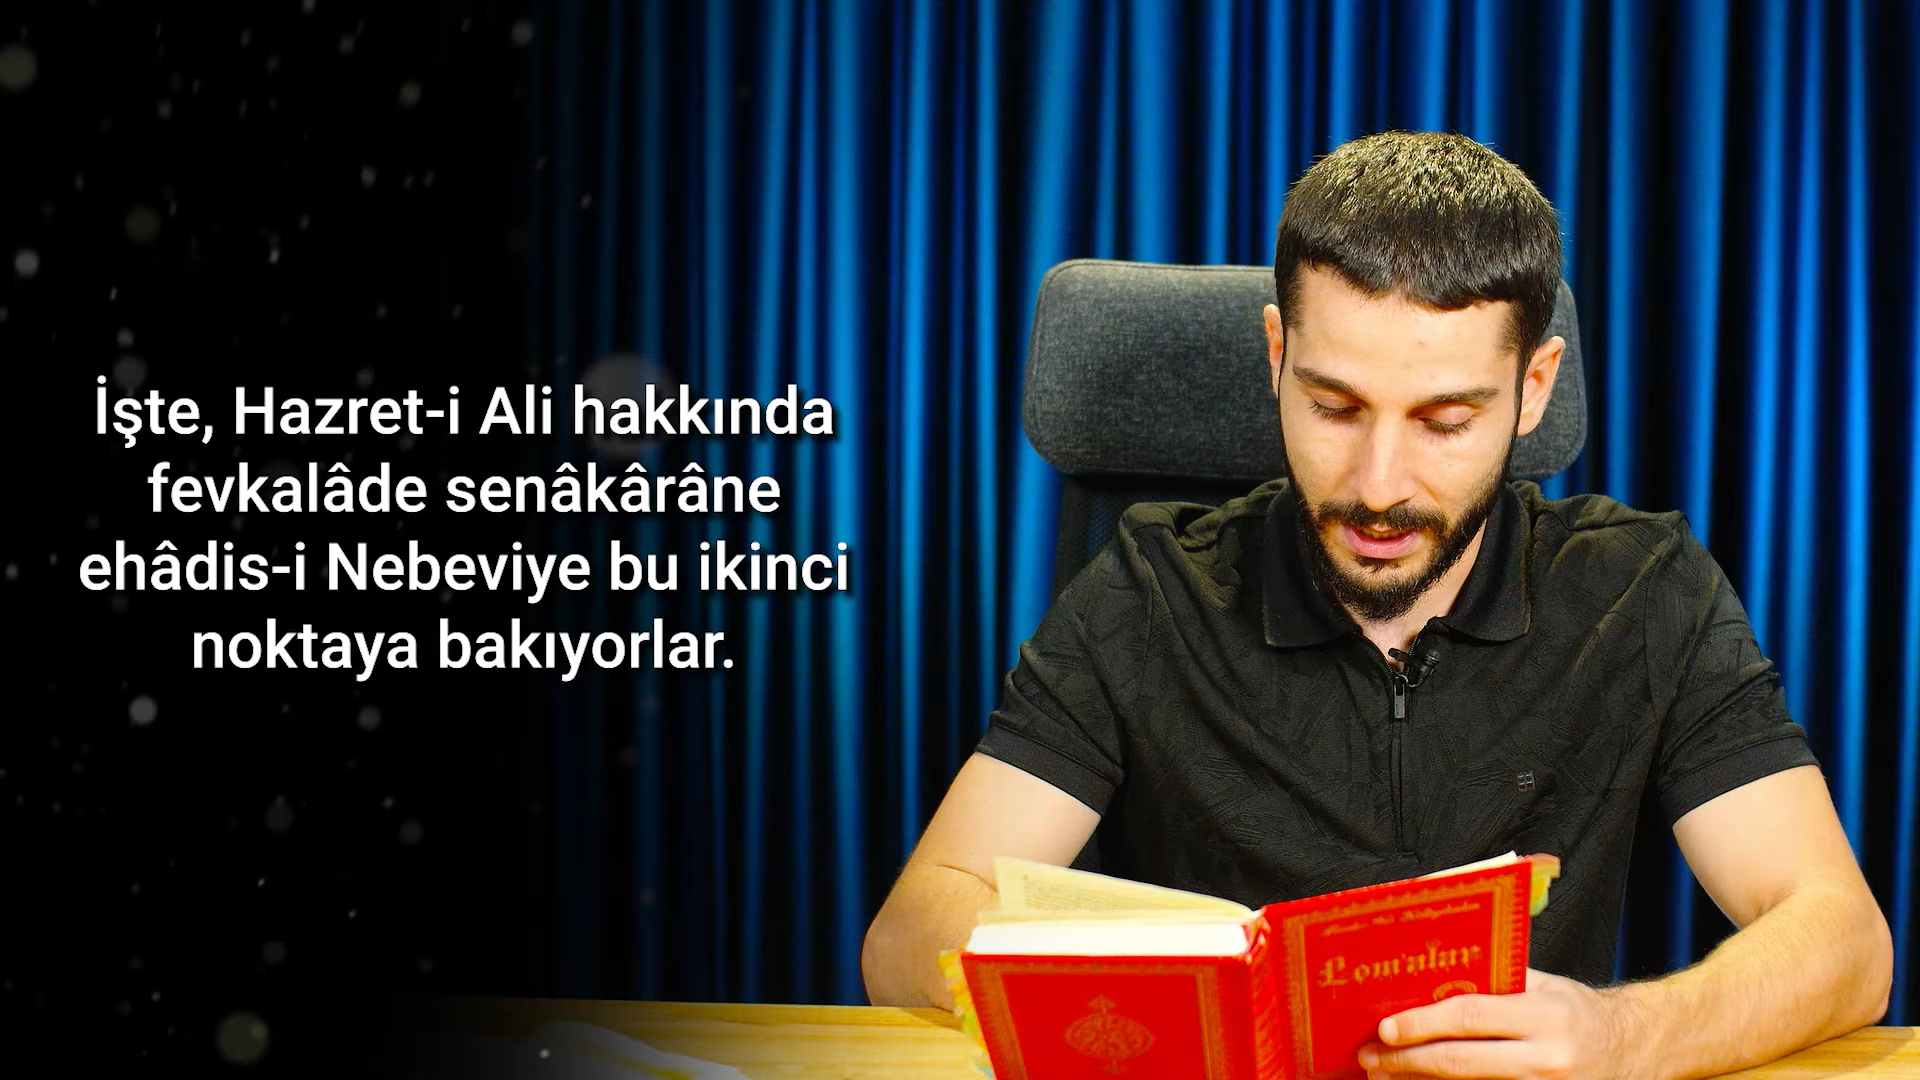 İşte, Hazret-i Ali hakkında
fevkalâde senâkârâne
ehâdis-i Nebeviye bu ikinci
noktaya bakıyorlar.
Lem'alar